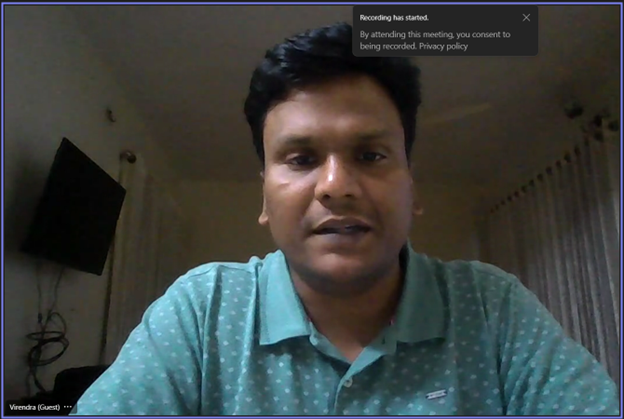 Recording has started.
By attending this meeting, you consent to
being recorded. Privacy policy
Virendra (Guest) ···